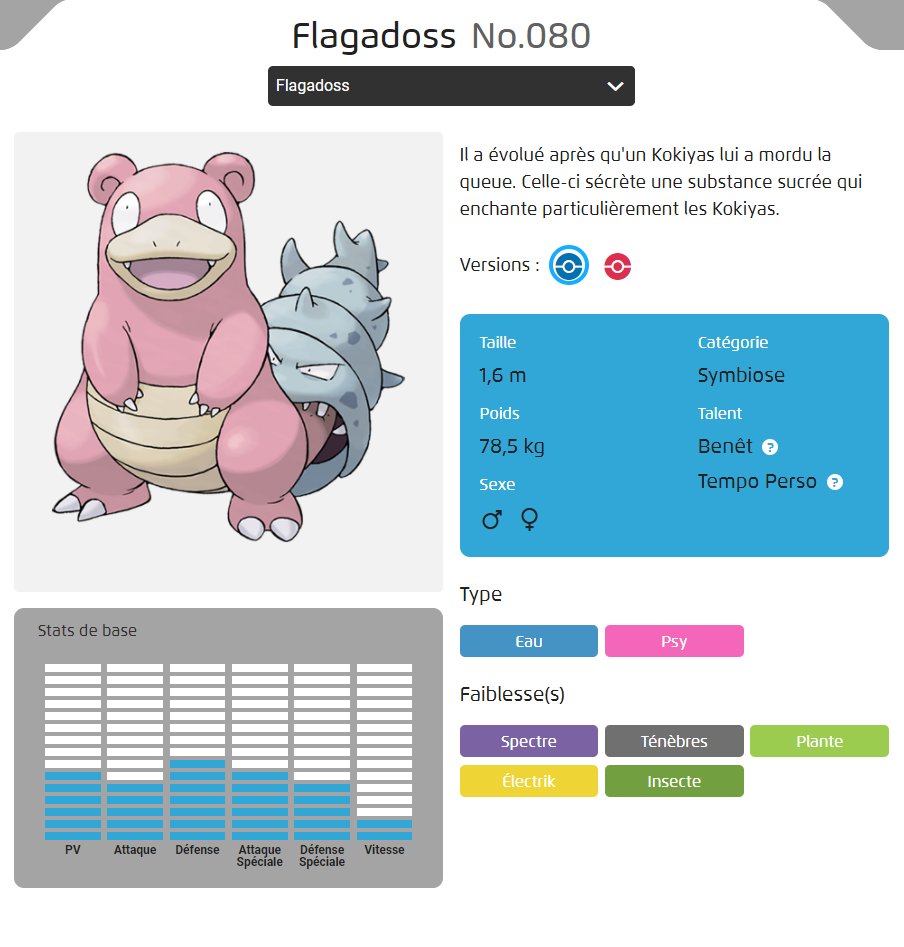 Flagadoss No.080
Flagadoss
Il a évolué après qu'un Kokiyas lui a mordu la
queue. Celle-ci sécrète une substance sucrée qui
enchante particulièrement les Kokiyas.
Versions :
Taille
1,6 m
Poids
78,5 kg
Sexe
♂ ♀
Catégorie
Symbiose
Talent
Benêt ?
Tempo Perso ?
Type
Eau Psy
Faiblesse(s)
Spectre Ténèbres Plante
Électrik Insecte
Stats de base
PV Attaque Défense Attaque Spéciale Défense Spéciale Vitesse